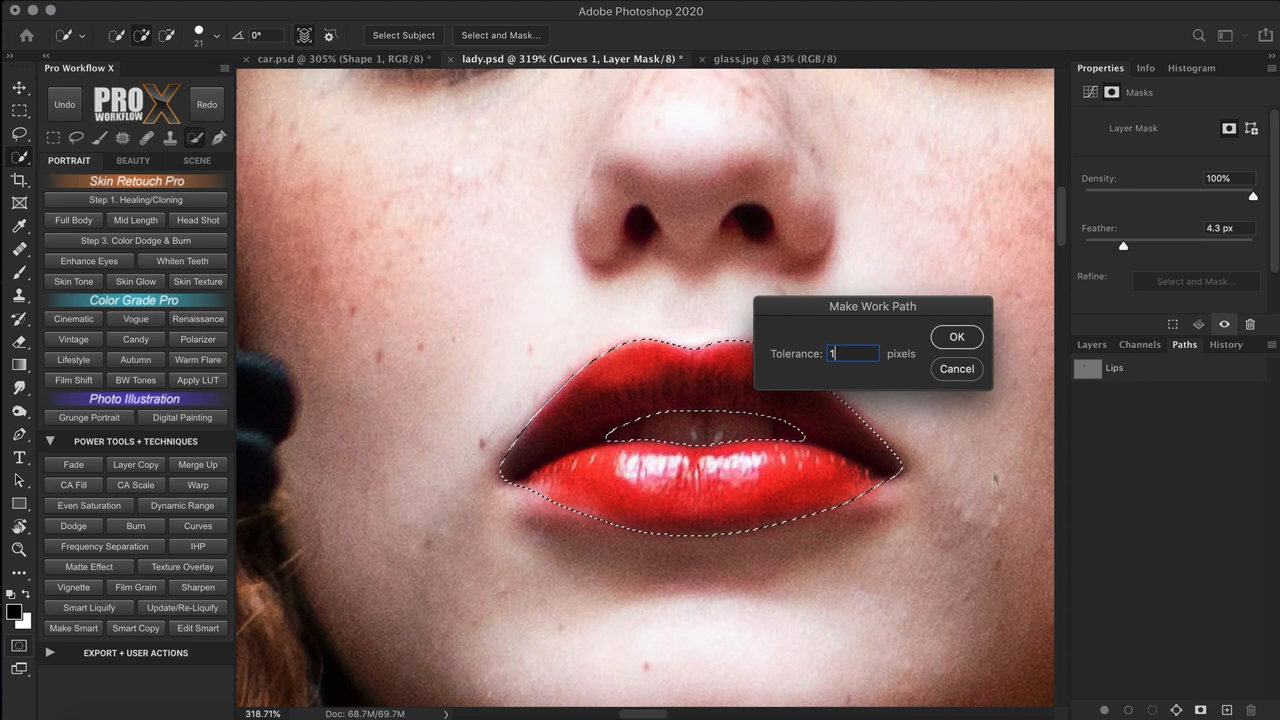 Adobe Photoshop 2020
21
0°
Select Subject
Select and Mask...
car.psd @ 305% (Shape 1, RGB/8) *
lady.psd @ 319% (Curves 1, Layer Mask/8) *
glass.jpg @ 43% (RGB/8)
Pro Workflow X
Undo
PRO WORKFLOW X
Redo
PORTRAIT
BEAUTY
SCENE
Skin Retouch Pro
Step 1. Healing/Cloning
Full Body
Mid Length
Head Shot
Step 3. Color Dodge & Burn
Enhance Eyes
Whiten Teeth
Skin Tone
Skin Glow
Skin Texture
Color Grade Pro
Cinematic
Vogue
Renaissance
Vintage
Candy
Polarizer
Lifestyle
Autumn
Warm Flare
Film Shift
BW Tones
Apply LUT
Photo Illustration
Grunge Portrait
Digital Painting
POWER TOOLS + TECHNIQUES
Fade
Layer Copy
Merge Up
CA Fill
CA Scale
Warp
Even Saturation
Dynamic Range
Dodge
Burn
Curves
Frequency Separation
IHP
Matte Effect
Texture Overlay
Vignette
Film Grain
Sharpen
Smart Liquify
Update/Re-Liquify
Make Smart
Smart Copy
Edit Smart
EXPORT + USER ACTIONS
Make Work Path
Tolerance: 1 pixels
OK
Cancel
318.71%
Doc: 68.7M/69.7M
Properties
Info
Histogram
Masks
Layer Mask
Density:
100%
Feather:
4.3 px
Refine:
Select and Mask...
Layers
Channels
Paths
History
Lips